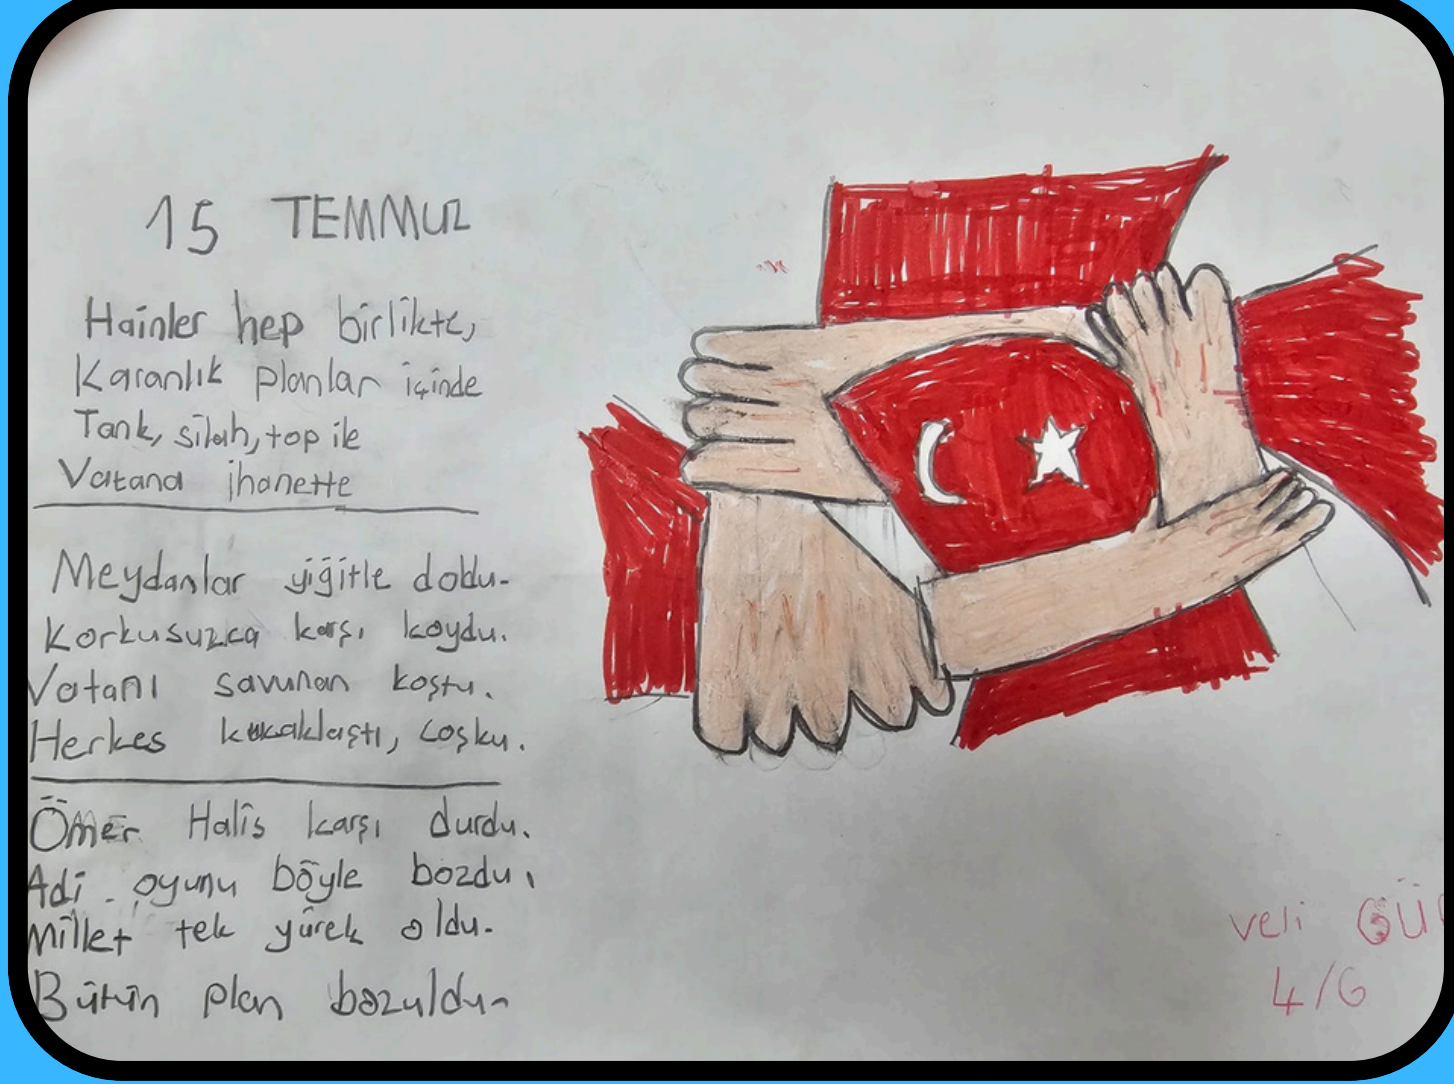 15 TEMMUZ
Hainler hep birlikte,
Karanlık planlar içinde
Tank, silah, top ile
Vatana ihanette
Meydanlar yiğitle doldu.
Korkusuzca karşı koydu.
Vatanı savunan koştu.
Herkes kucaklaştı, coşku.
Ömer Halis karşı durdu.
Adi oyunu böyle bozdu.
Millet tek yürek oldu.
Bütün plan bozuldu.
Veli
4/G